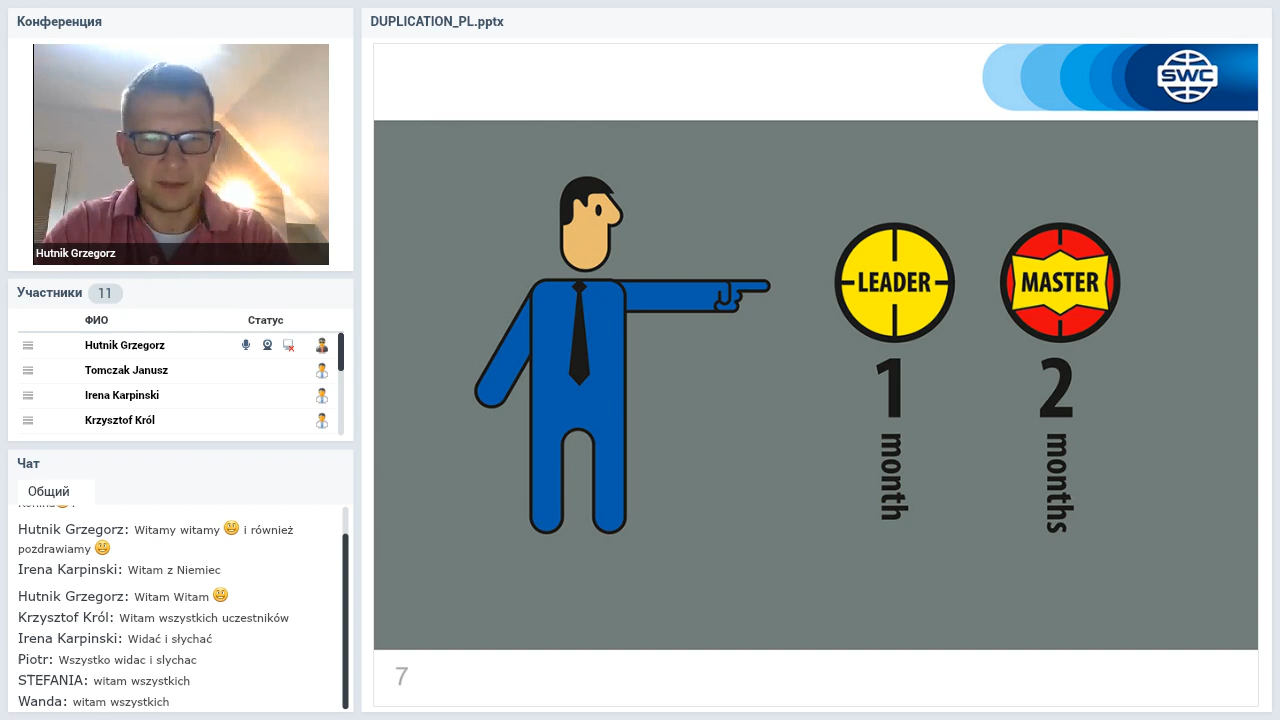 Конференция
Hutnik Grzegorz
Участники 11
ФИО Статус
Hutnik Grzegorz
Tomczak Janusz
Irena Karpinski
Krzysztof Król
Чат
Общий
Hutnik Grzegorz: Witamy witamy i również
pozdrawiamy
Irena Karpinski: Witam z Niemiec
Hutnik Grzegorz: Witam Witam
Krzysztof Król: Witam wszystkich uczestników
Irena Karpinski: Widać i słychać
Piotr: Wszystko widac i slychac
STEFANIA: witam wszystkich
Wanda: witam wszystkich
DUPLICATION_PL.pptx
SWC
LEADER
MASTER
1
month
2
months
7